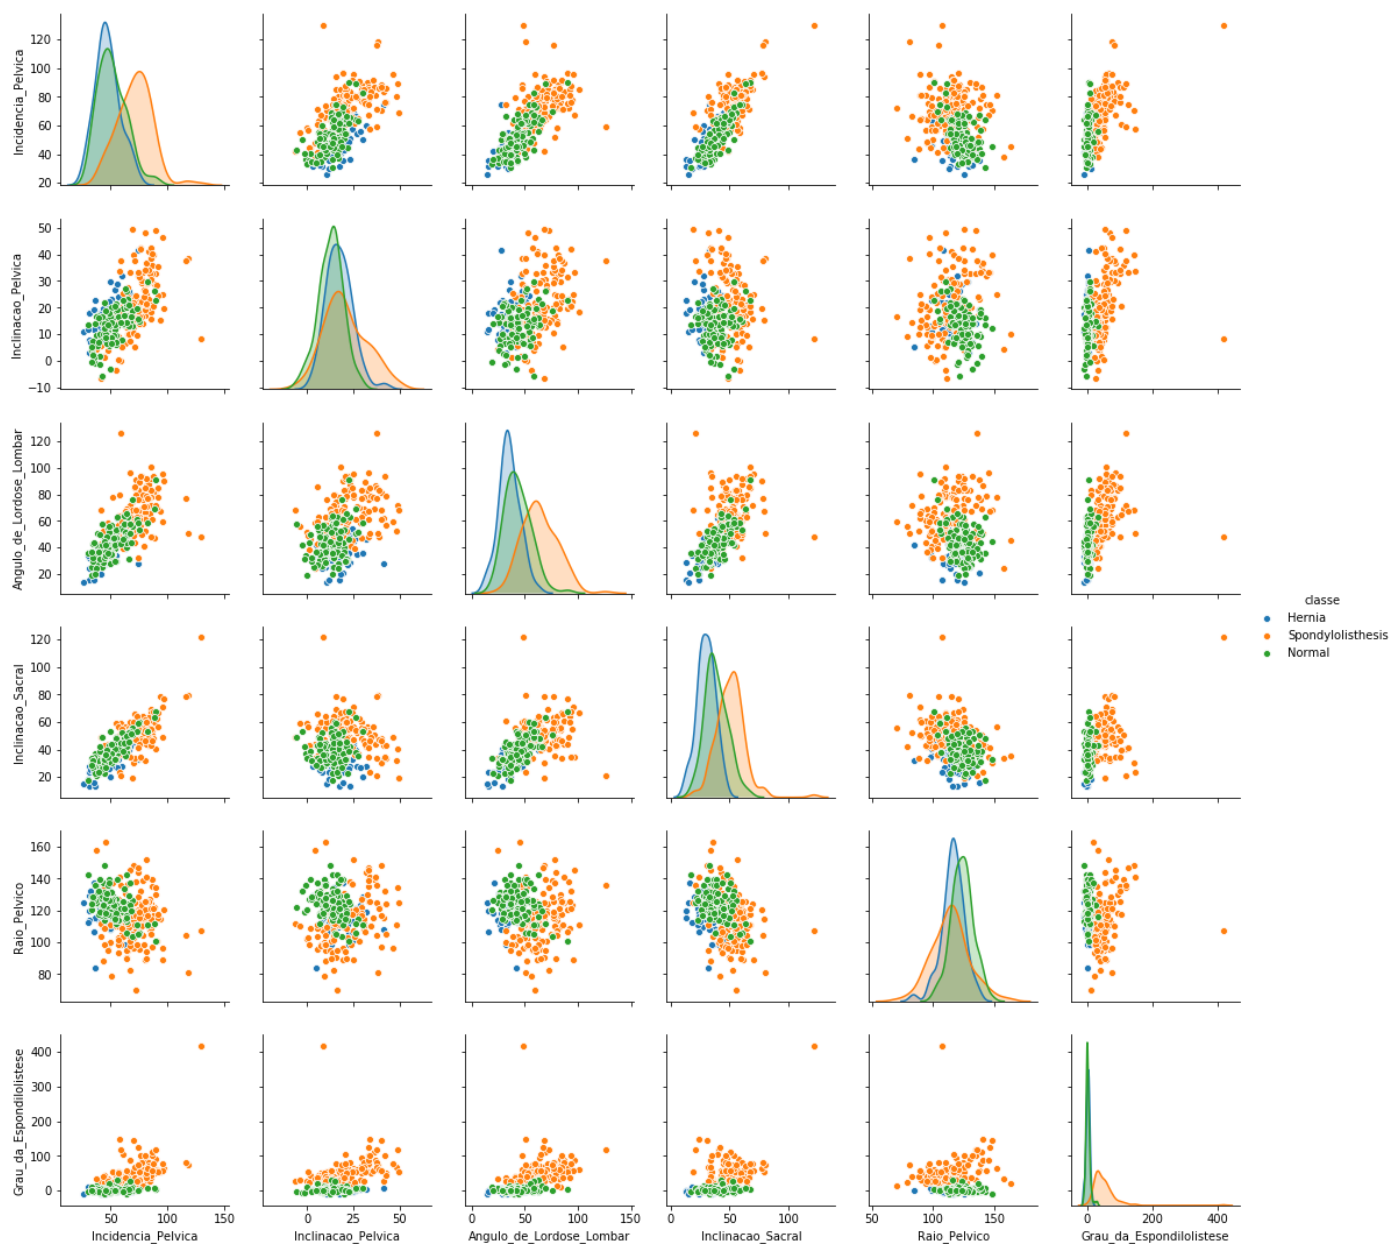 Incidencia_Pelvica
120
100
80
60
40
20
Inclinacao_Pelvica
50
40
30
20
10
0
−10
Angulo_de_Lordose_Lombar
120
100
80
60
40
20
classe
Hernia
Spondylolisthesis
Normal
Inclinacao_Sacral
120
100
80
60
40
20
Raio_Pelvico
160
140
120
100
80
Grau_da_Espondilolistese
400
300
200
100
0
50 100 150
Incidencia_Pelvica
0 25 50
Inclinacao_Pelvica
0 50 100 150
Angulo_de_Lordose_Lombar
0 50 100
Inclinacao_Sacral
50 100 150
Raio_Pelvico
0 200 400
Grau_da_Espondilolistese